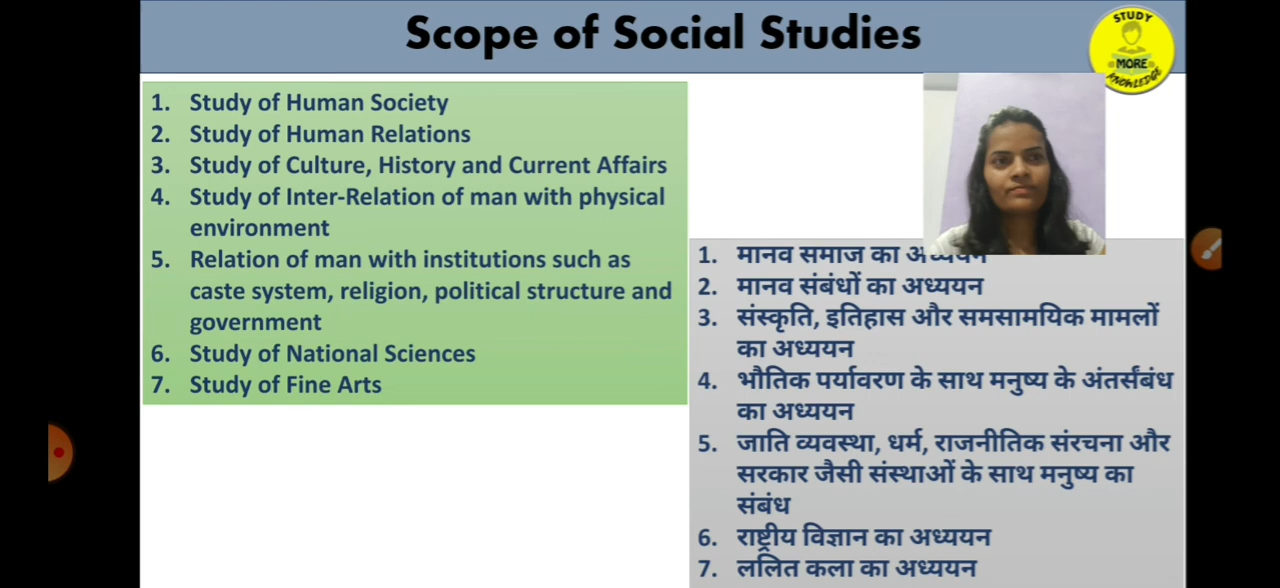 Scope of Social Studies
STUDY
MORE
KNOWLEDGE
1. Study of Human Society
2. Study of Human Relations
3. Study of Culture, History and Current Affairs
4. Study of Inter-Relation of man with physical
environment
5. Relation of man with institutions such as
caste system, religion, political structure and
government
6. Study of National Sciences
7. Study of Fine Arts
1. मानव समाज का अध्ययन
2. मानव संबंधों का अध्ययन
3. संस्कृति, इतिहास और समसामयिक मामलों
का अध्ययन
4. भौतिक पर्यावरण के साथ मनुष्य के अंतर्संबंध
का अध्ययन
5. जाति व्यवस्था, धर्म, राजनीतिक संरचना और
सरकार जैसी संस्थाओं के साथ मनुष्य का
संबंध
6. राष्ट्रीय विज्ञान का अध्ययन
7. ललित कला का अध्ययन